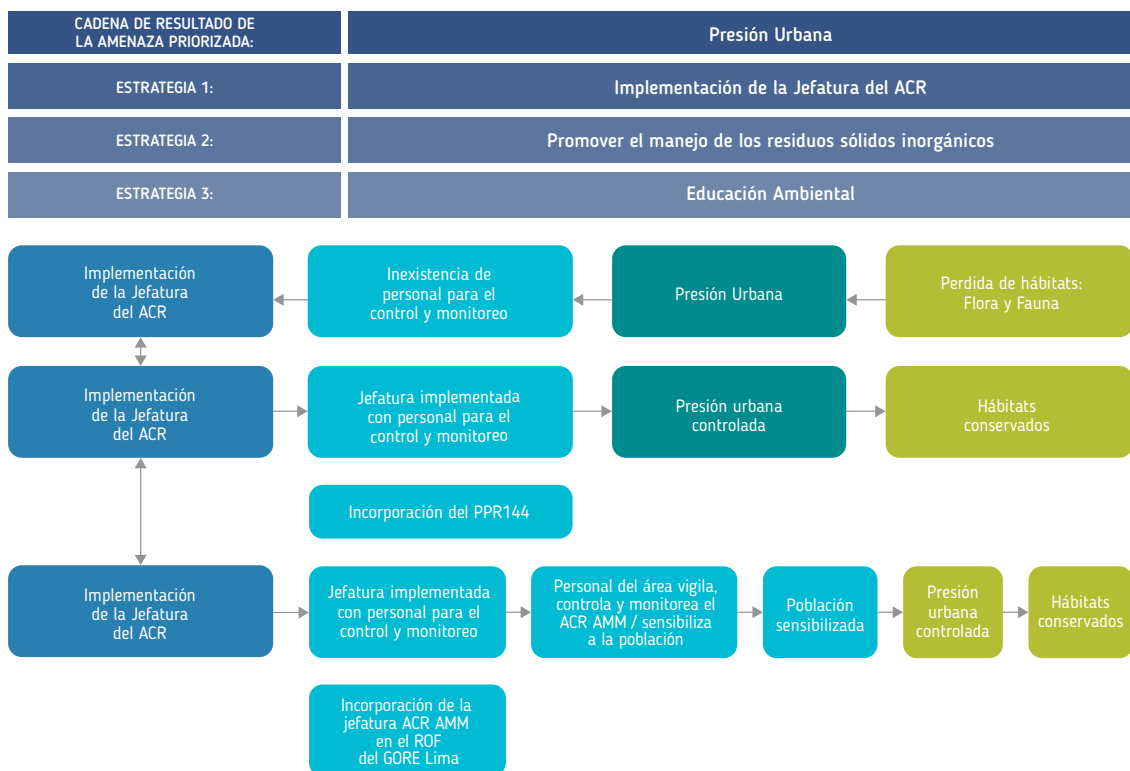 CADENA DE RESULTADO DE
LA AMENAZA PRIORIZADA:
Presión Urbana
ESTRATEGIA 1:
Implementación de la Jefatura del ACR
ESTRATEGIA 2:
Promover el manejo de los residuos sólidos inorgánicos
ESTRATEGIA 3:
Educación Ambiental
Implementación
de la Jefatura
del ACR
Inexistencia de
personal para el
control y monitoreo
Presión Urbana
Perdida de hábitats:
Flora y Fauna
Implementación
de la Jefatura
del ACR
Jefatura implementada
con personal para el
control y monitoreo
Presión urbana
controlada
Hábitats
conservados
Incorporación del PPR144
Implementación
de la Jefatura
del ACR
Jefatura implementada
con personal para el
control y monitoreo
Personal del área vigila,
controla y monitorea el
ACR AMM / sensibiliza
a la población
Población
sensibilizada
Presión
urbana
controlada
Hábitats
conservados
Incorporación de la
jefatura ACR AMM
en el ROF
del GORE Lima